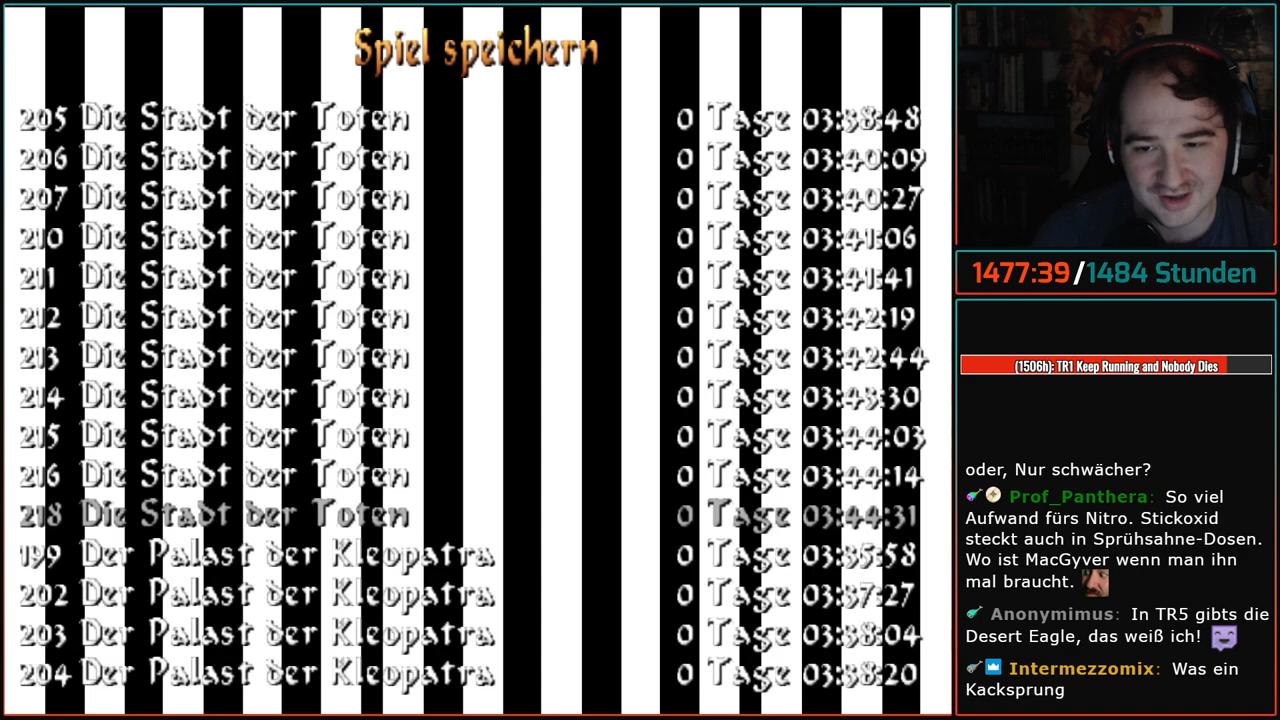 Spiel speichern
205 Die Stadt der Toten 0 Tage 03:38:48
206 Die Stadt der Toten 0 Tage 03:40:09
207 Die Stadt der Toten 0 Tage 03:40:27
210 Die Stadt der Toten 0 Tage 03:41:06
211 Die Stadt der Toten 0 Tage 03:41:41
212 Die Stadt der Toten 0 Tage 03:42:19
213 Die Stadt der Toten 0 Tage 03:42:44
214 Die Stadt der Toten 0 Tage 03:43:30
215 Die Stadt der Toten 0 Tage 03:44:03
216 Die Stadt der Toten 0 Tage 03:44:14
218 Die Stadt der Toten 0 Tage 03:44:31
199 Der Palast der Kleopatra 0 Tage 03:35:58
202 Der Palast der Kleopatra 0 Tage 03:37:27
203 Der Palast der Kleopatra 0 Tage 03:38:04
204 Der Palast der Kleopatra 0 Tage 03:38:20
1477:39/1484 Stunden
(1506h): TR1 Keep Running and Nobody Dies
oder, Nur schwächer?
Prof_Panthera: So viel
Aufwand fürs Nitro. Stickoxid
steckt auch in Sprühsahne-Dosen.
Wo ist MacGyver wenn man ihn
mal braucht.
Anonymimus: In TR5 gibts die
Desert Eagle, das weiß ich!
Intermezzomix: Was ein
Kacksprung